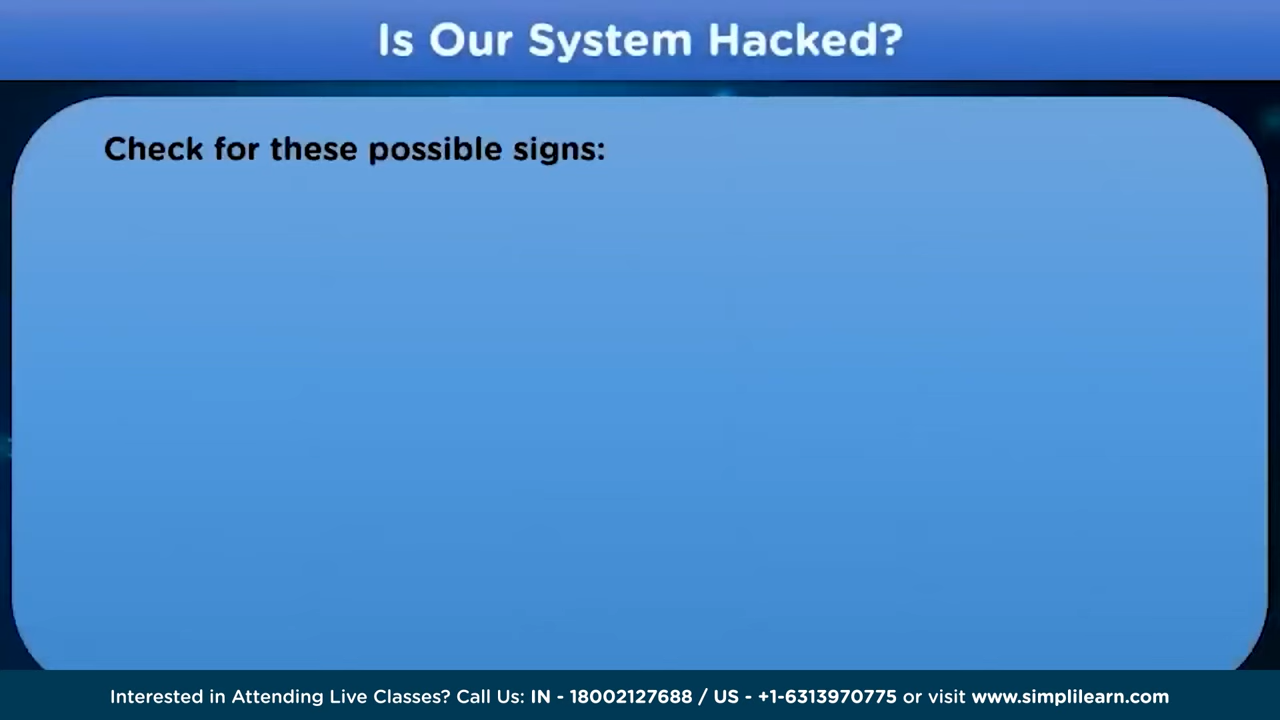 Is Our System Hacked?
Check for these possible signs:
Interested in Attending Live Classes? Call Us: IN - 18002127688 / US - +1-6313970775 or visit www.simplilearn.com